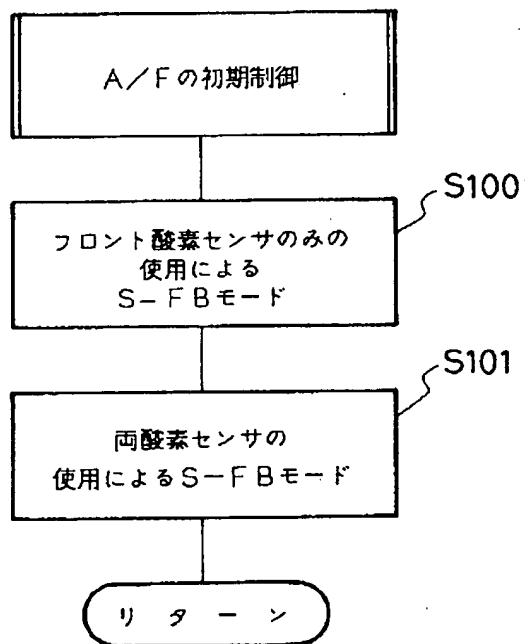 A/Fの初期制御
S100
フロント酸素センサのみの
使用による
S-FBモード
S101
両酸素センサの
使用によるS-FBモード
リターン